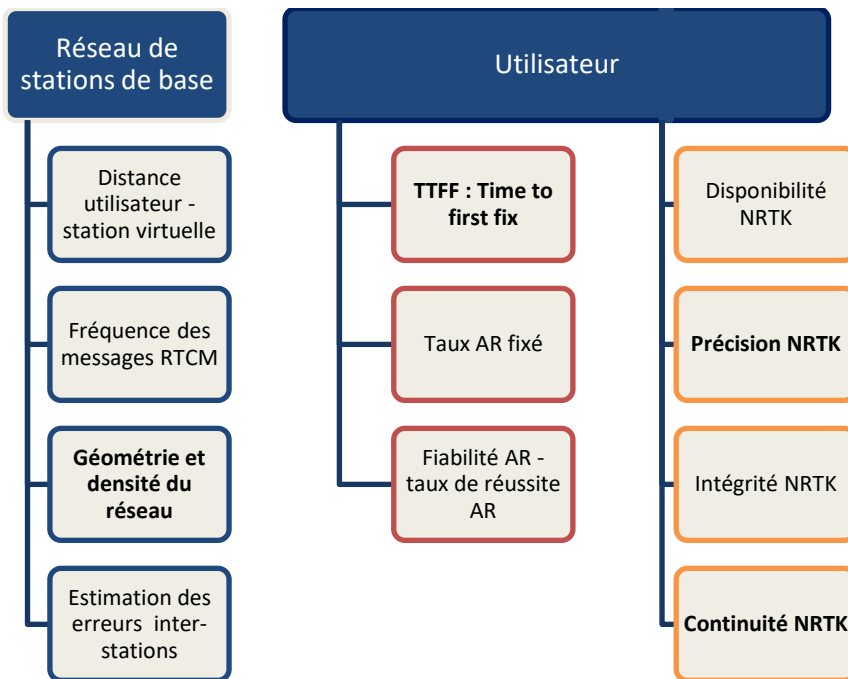 Réseau de
stations de base
Utilisateur
Distance
utilisateur -
station virtuelle
Fréquence des
messages RTCM
Géométrie et
densité du
réseau
Estimation des
erreurs inter-
stations
TTFF : Time to
first fix
Taux AR fixé
Fiabilité AR -
taux de réussite
AR
Disponibilité
NRTK
Précision NRTK
Intégrité NRTK
Continuité NRTK